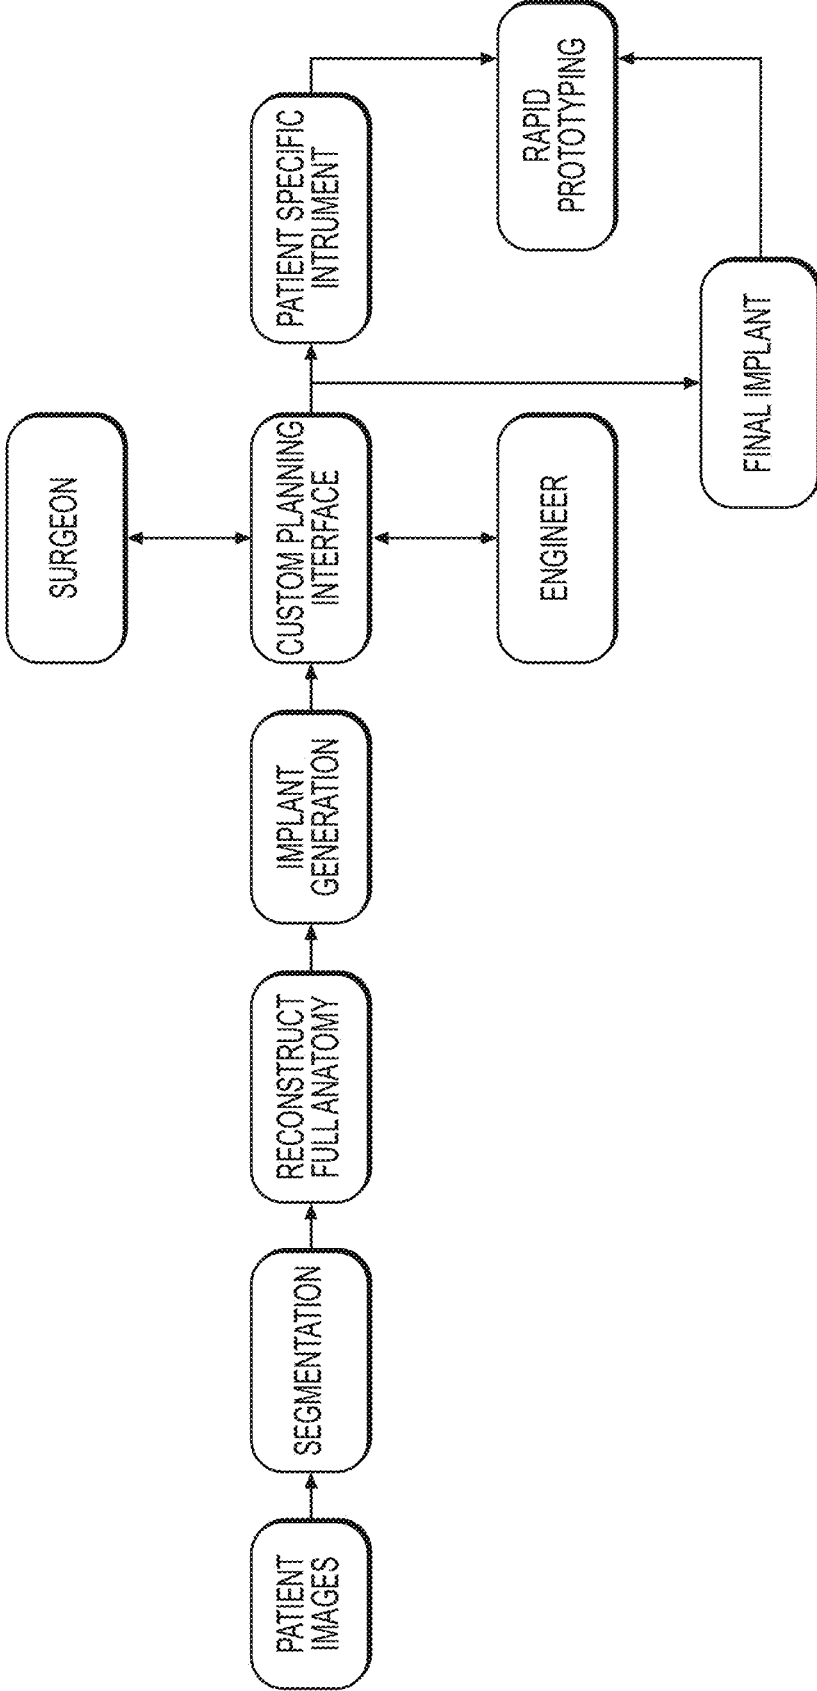 PATIENT
IMAGES
SEGMENTATION
RECONSTRUCT
FULL ANATOMY
IMPLANT
GENERATION
SURGEON
CUSTOM PLANNING
INTERFACE
ENGINEER
PATIENT SPECIFIC
INTRUMENT
FINAL IMPLANT
RAPID
PROTOTYPING